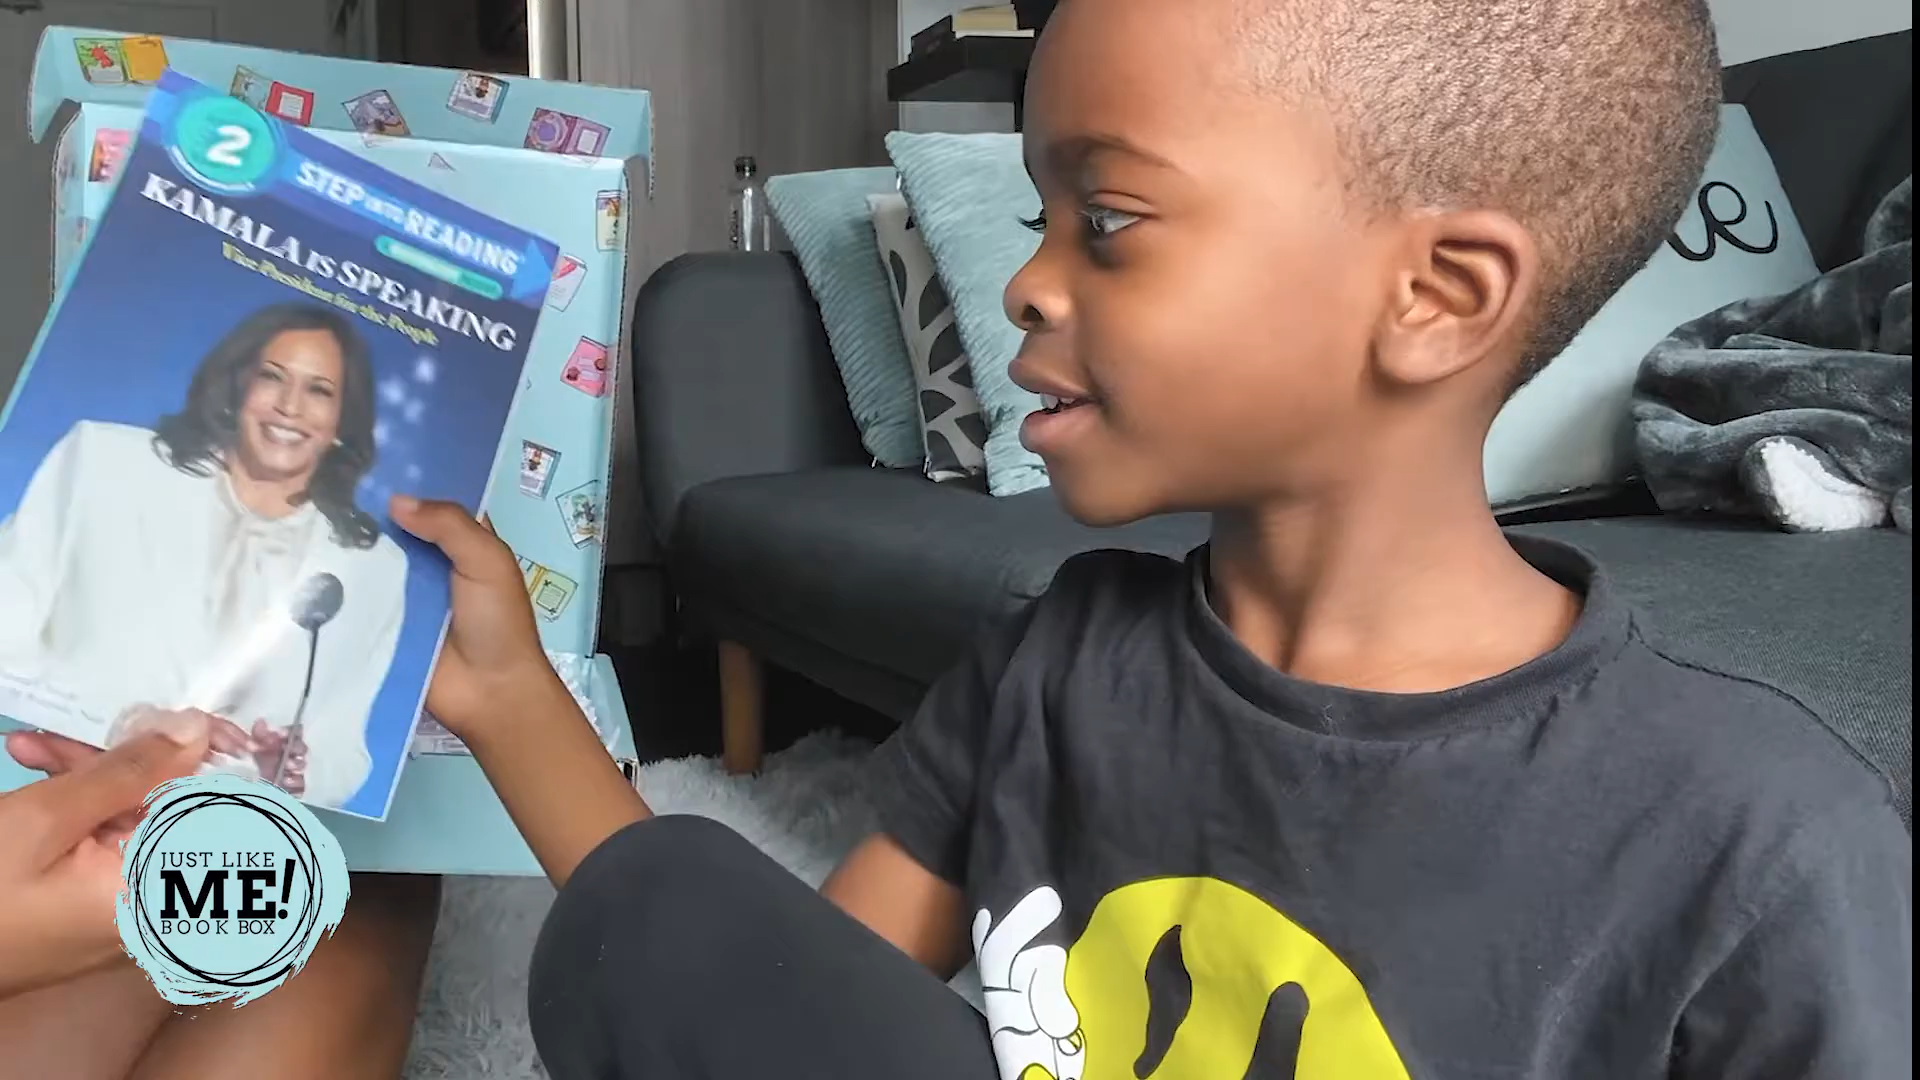 2
STEP INTO READING
KAMALA IS SPEAKING
Vice President for the People
JUST LIKE
ME!
BOOK BOX